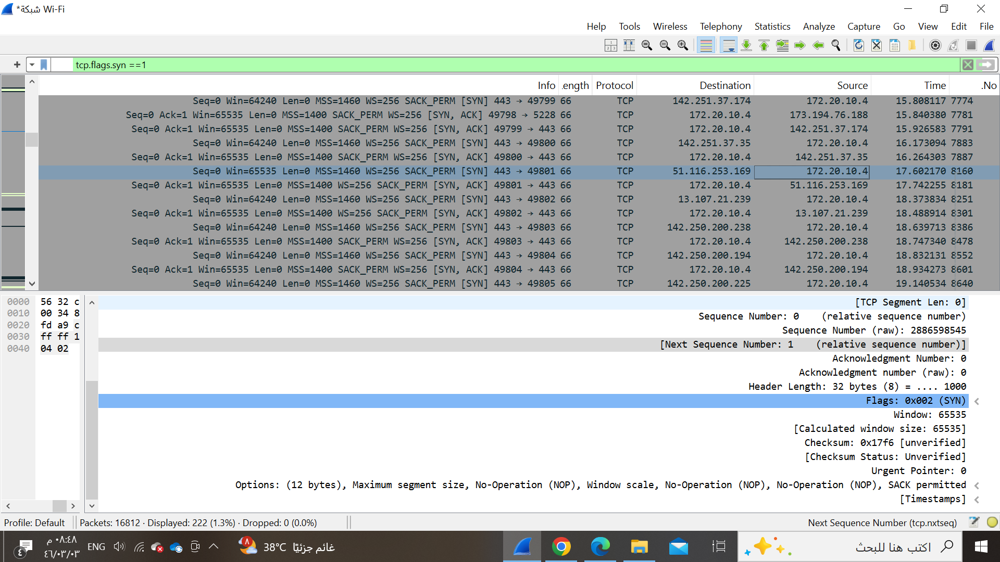 *شبكة Wi-Fi
File Edit View Go Capture Analyze Statistics Telephony Wireless Tools Help
tcp.flags.syn ==1
No. Time Source Destination Protocol ength Info
7774 15.808117 172.20.10.4 142.251.37.174 TCP 66 49799 → 443 [SYN] Seq=0 Win=64240 Len=0 MSS=1460 WS=256 SACK_PERM
7781 15.840380 173.194.76.188 172.20.10.4 TCP 66 5228 → 49798 [SYN, ACK] Seq=0 Ack=1 Win=65535 Len=0 MSS=1400 SACK_PERM WS=256
7791 15.926583 142.251.37.174 172.20.10.4 TCP 66 443 → 49799 [SYN, ACK] Seq=0 Ack=1 Win=65535 Len=0 MSS=1400 SACK_PERM WS=256
7883 16.173094 172.20.10.4 142.251.37.35 TCP 66 49800 → 443 [SYN] Seq=0 Win=64240 Len=0 MSS=1460 WS=256 SACK_PERM
7887 16.264303 142.251.37.35 172.20.10.4 TCP 66 443 → 49800 [SYN, ACK] Seq=0 Ack=1 Win=65535 Len=0 MSS=1400 SACK_PERM WS=256
8160 17.602170 172.20.10.4 51.116.253.169 TCP 66 49801 → 443 [SYN] Seq=0 Win=65535 Len=0 MSS=1460 WS=256 SACK_PERM
8181 17.742255 51.116.253.169 172.20.10.4 TCP 66 443 → 49801 [SYN, ACK] Seq=0 Ack=1 Win=65535 Len=0 MSS=1400 WS=256 SACK_PERM
8251 18.373834 172.20.10.4 13.107.21.239 TCP 66 49802 → 443 [SYN] Seq=0 Win=64240 Len=0 MSS=1460 WS=256 SACK_PERM
8301 18.488914 13.107.21.239 172.20.10.4 TCP 66 443 → 49802 [SYN, ACK] Seq=0 Ack=1 Win=65535 Len=0 MSS=1400 WS=256 SACK_PERM
8386 18.639713 172.20.10.4 142.250.200.238 TCP 66 49803 → 443 [SYN] Seq=0 Win=64240 Len=0 MSS=1460 WS=256 SACK_PERM
8478 18.747340 142.250.200.238 172.20.10.4 TCP 66 443 → 49803 [SYN, ACK] Seq=0 Ack=1 Win=65535 Len=0 MSS=1400 SACK_PERM WS=256
8552 18.832131 172.20.10.4 142.250.200.194 TCP 66 49804 → 443 [SYN] Seq=0 Win=64240 Len=0 MSS=1460 WS=256 SACK_PERM
8601 18.934273 142.250.200.194 172.20.10.4 TCP 66 443 → 49804 [SYN, ACK] Seq=0 Ack=1 Win=65535 Len=0 MSS=1400 SACK_PERM WS=256
8640 19.140534 172.20.10.4 142.250.200.225 TCP 66 49805 → 443 [SYN] Seq=0 Win=64240 Len=0 MSS=1460 WS=256 SACK_PERM
[TCP Segment Len: 0]
Sequence Number: 0 (relative sequence number)
Sequence Number (raw): 2886598545
[Next Sequence Number: 1 (relative sequence number)]
Acknowledgment Number: 0
Acknowledgment number (raw): 0
1000 .... = Header Length: 32 bytes (8)
Flags: 0x002 (SYN)
Window: 65535
[Calculated window size: 65535]
Checksum: 0x17f6 [unverified]
[Checksum Status: Unverified]
Urgent Pointer: 0
Options: (12 bytes), Maximum segment size, No-Operation (NOP), Window scale, No-Operation (NOP), No-Operation (NOP), SACK permitted
[Timestamps]
0000 56 32 c
0010 00 34 8
0020 fd a9 c
0030 ff ff 1
0040 04 02
Next Sequence Number (tcp.nxtseq)
Packets: 16812 · Displayed: 222 (1.3%) · Dropped: 0 (0.0%)
Profile: Default
اكتب هنا للبحث
38°C غائم جزئيًا
٨
ENG
٠٨:٤٨ م
٤٦/٠٣/٠٣
٤